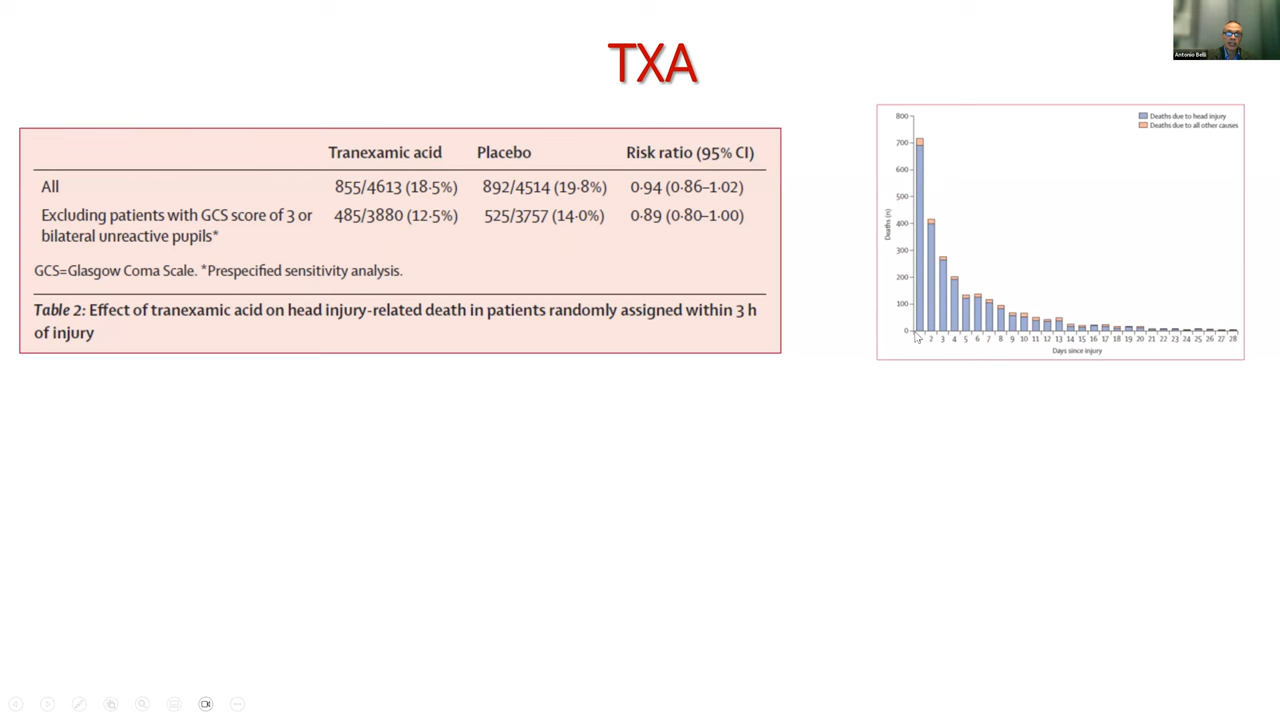 TXA
Antonio Belli
Tranexamic acid Placebo Risk ratio (95% CI)
All 855/4613 (18·5%) 892/4514 (19·8%) 0·94 (0·86–1·02)
Excluding patients with GCS score of 3 or 485/3880 (12·5%) 525/3757 (14·0%) 0·89 (0·80–1·00)
bilateral unreactive pupils*
GCS=Glasgow Coma Scale. *Prespecified sensitivity analysis.
Table 2: Effect of tranexamic acid on head injury-related death in patients randomly assigned within 3 h
of injury
Deaths due to head injury
Deaths due to all other causes
800
700
600
500
400
300
200
100
0
Deaths (n)
2 3 4 5 6 7 8 9 10 11 12 13 14 15 16 17 18 19 20 21 22 23 24 25 26 27 28
Days since injury